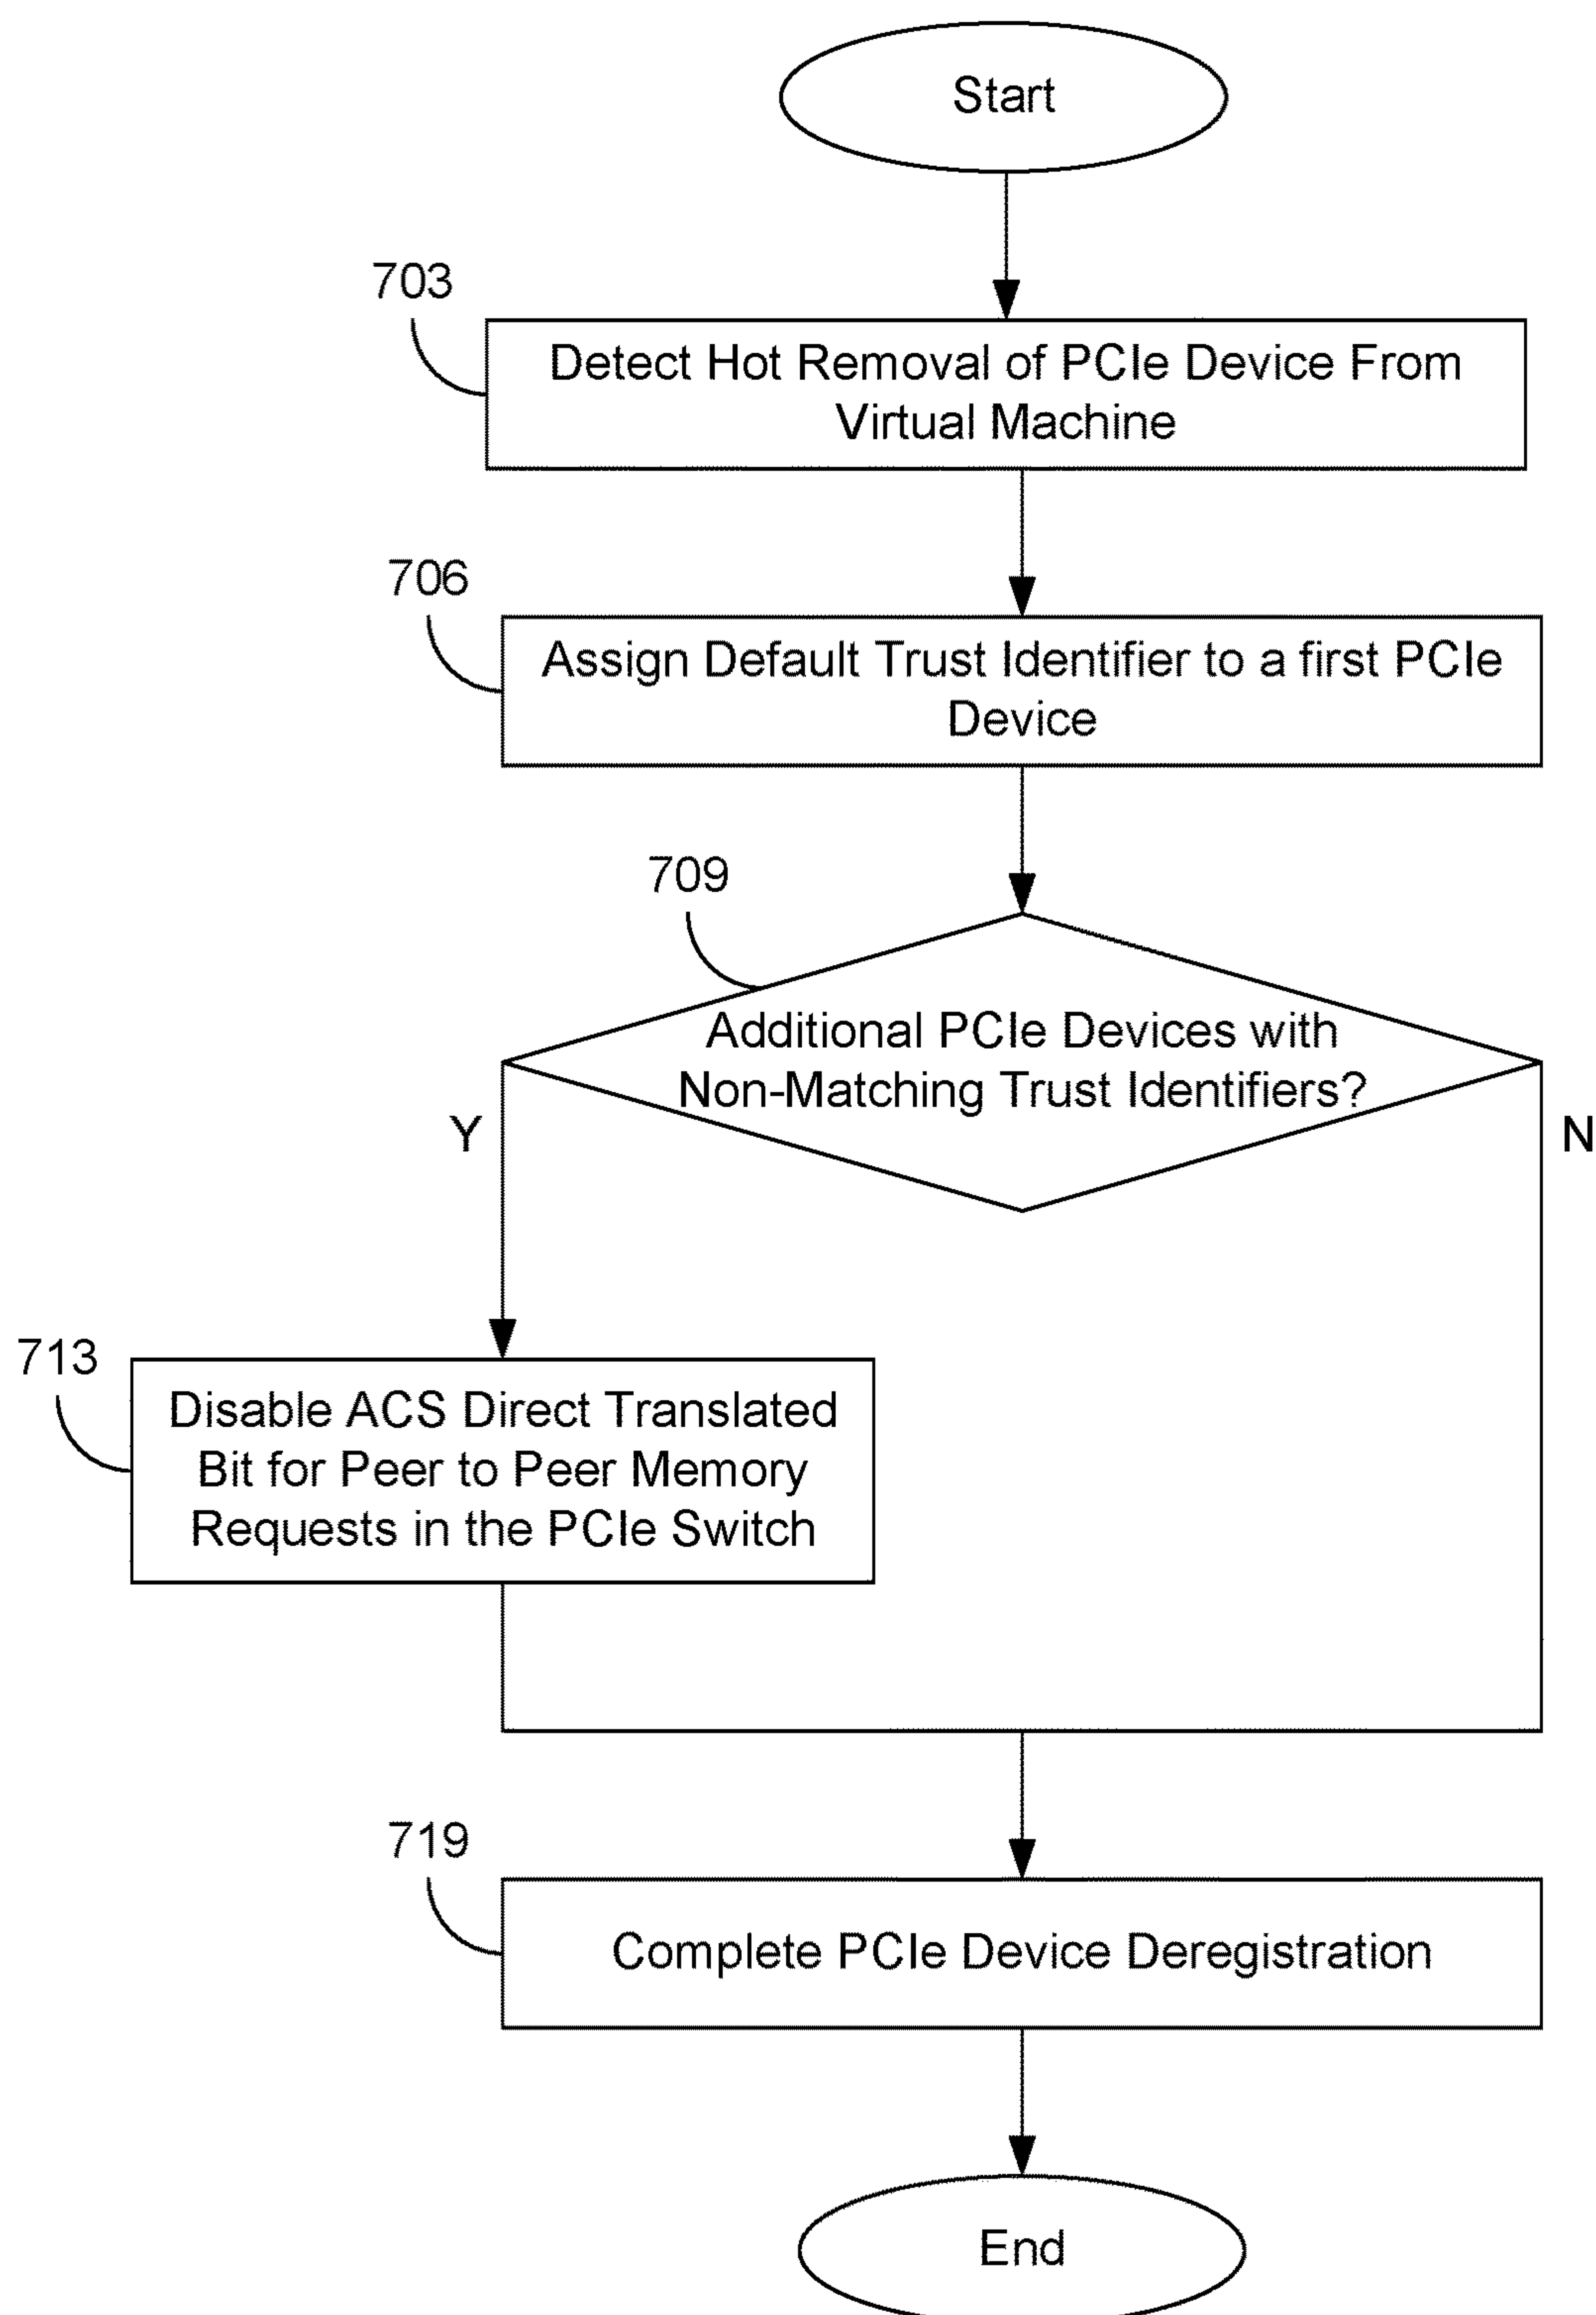 Start
703
Detect Hot Removal of PCIe Device From
Virtual Machine
706
Assign Default Trust Identifier to a first PCIe
Device
709
Additional PCIe Devices with
Non-Matching Trust Identifiers?
Y
N
713
Disable ACS Direct Translated
Bit for Peer to Peer Memory
Requests in the PCIe Switch
719
Complete PCIe Device Deregistration
End